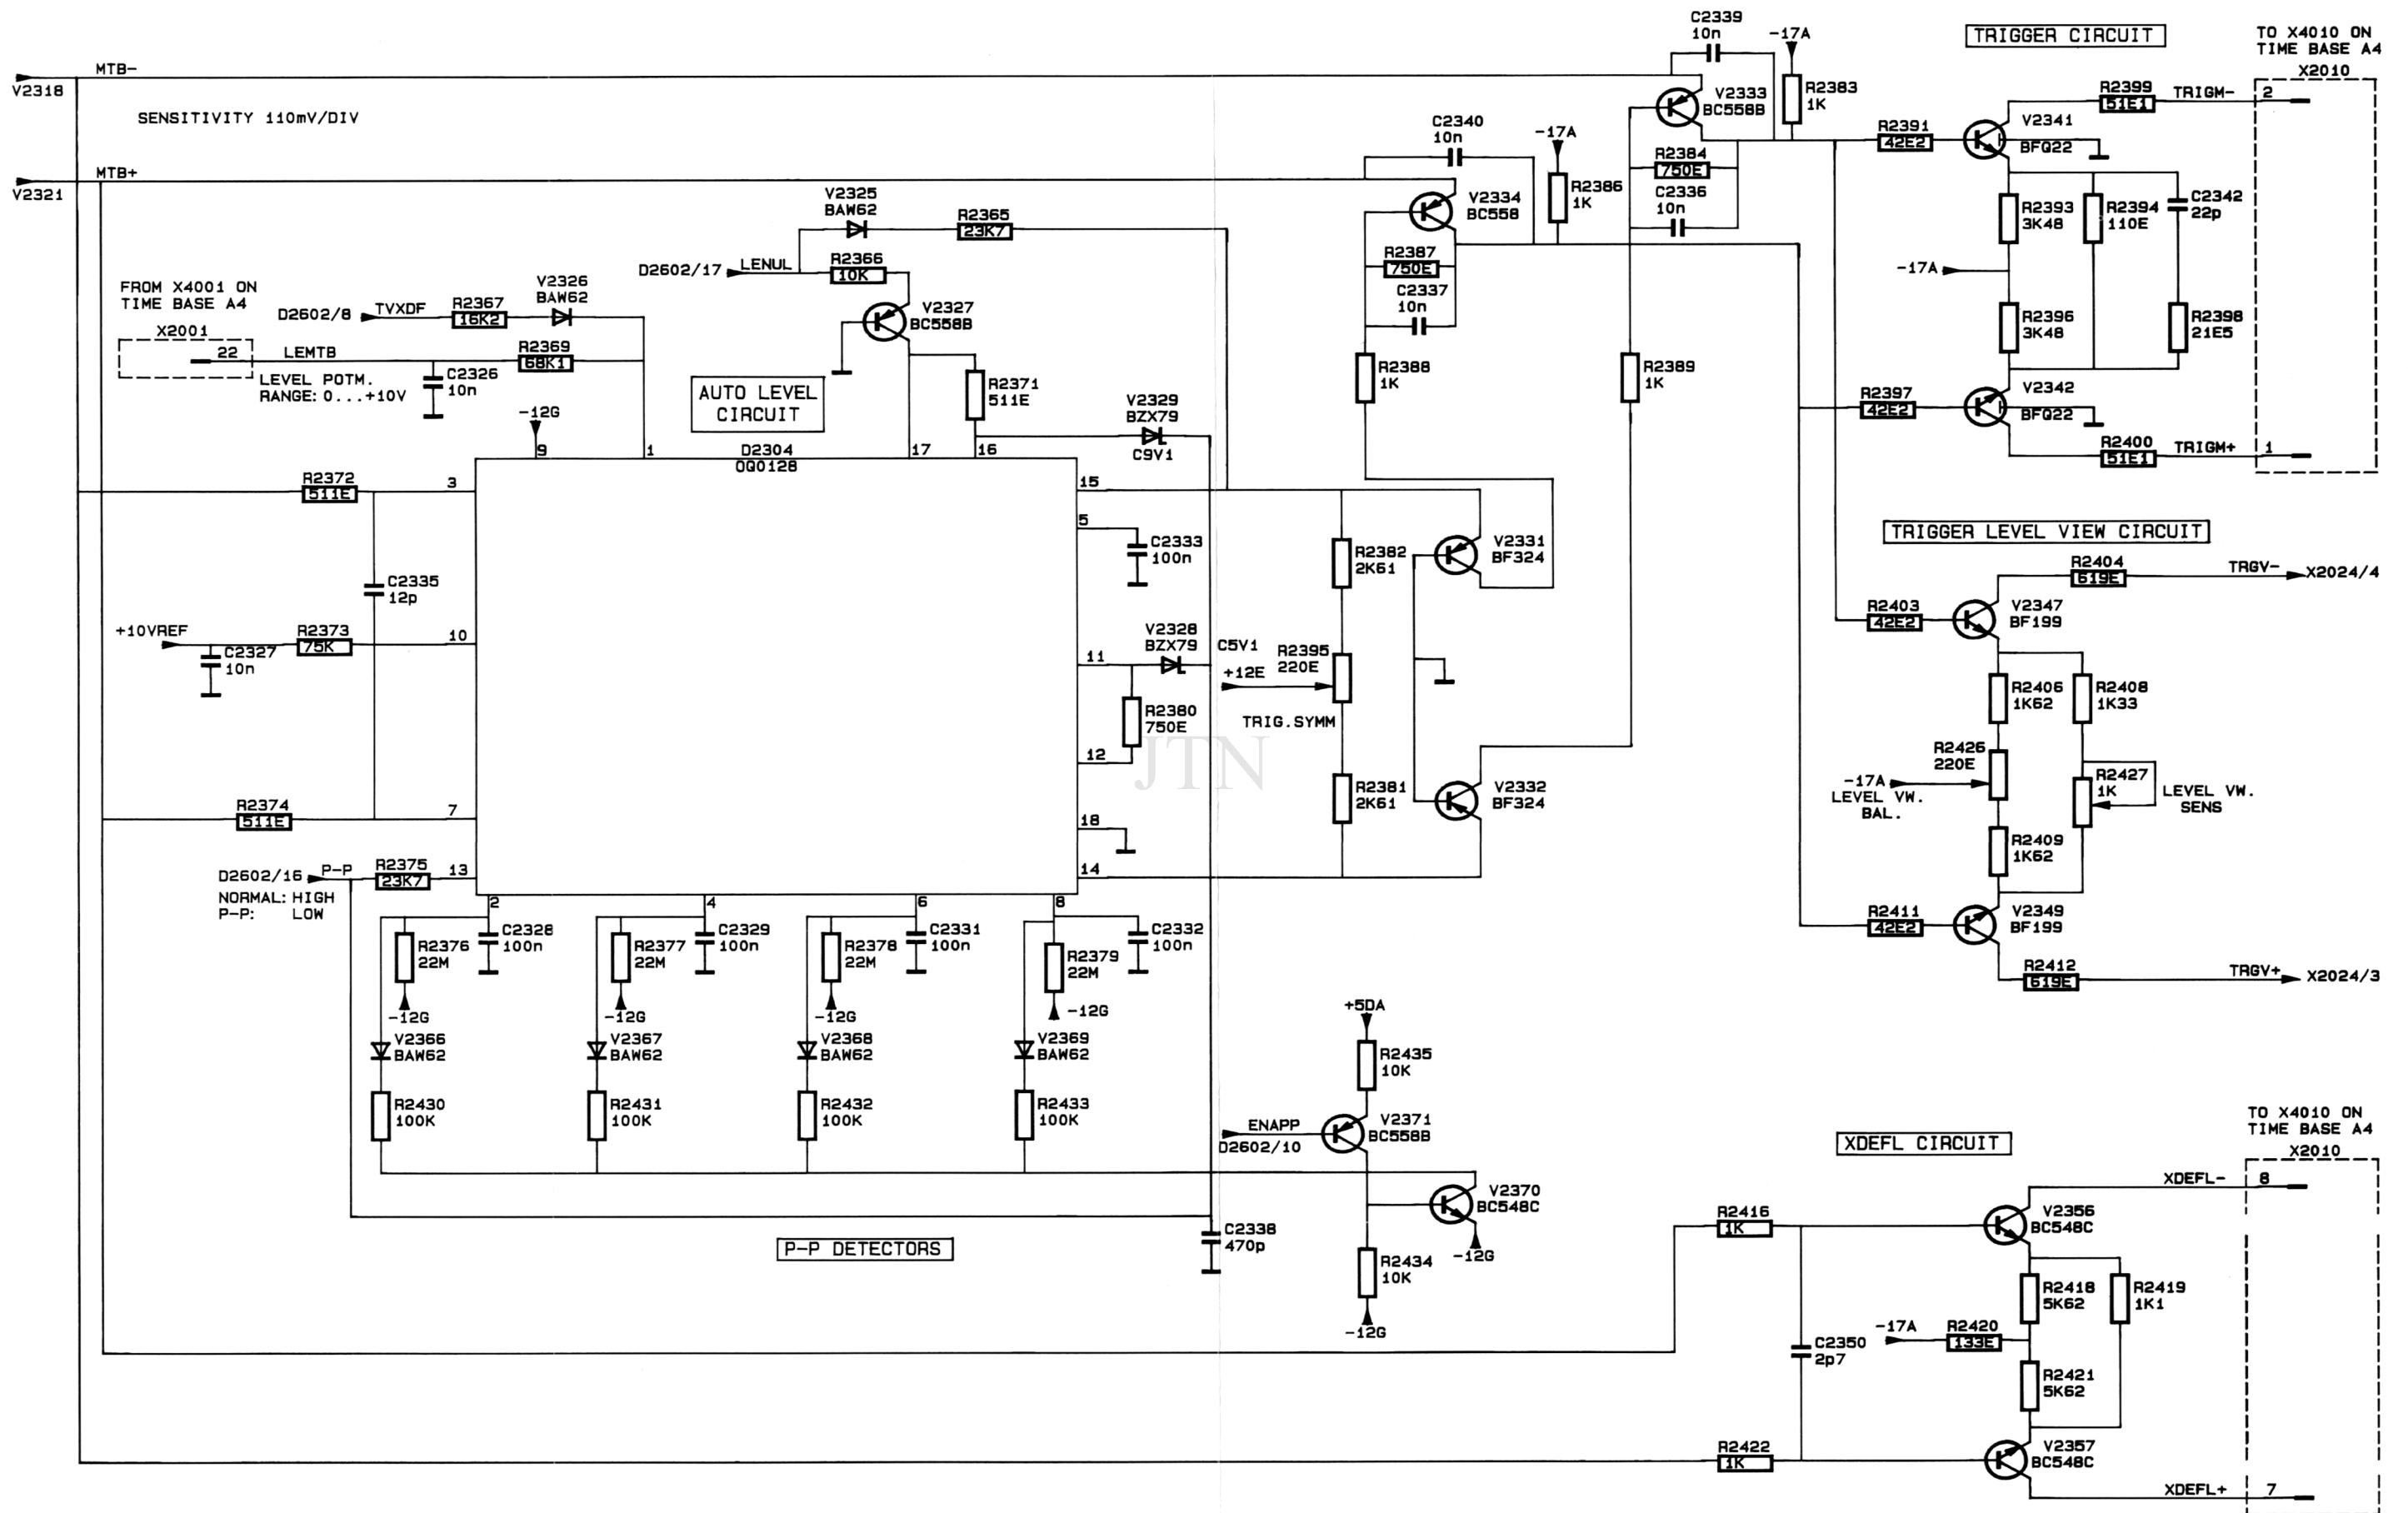 C2339
10n
-17A
TRIGGER CIRCUIT
TO X4010 ON
TIME BASE A4
X2010
MTB-
V2318
SENSITIVITY 110mV/DIV
V2333
BC558B
R2383
1K
R2399
51E1
TRIGM-
2
C2340
10n
-17A
R2391
42E2
V2341
BFQ22
MTB+
V2321
R2384
750E
C2336
10n
R2386
1K
V2325
BAW62
R2365
23K7
V2334
BC558
R2393
3K48
R2394
110E
C2342
22p
R2387
750E
C2337
10n
D2602/17
LENUL
R2366
10K
-17A
FROM X4001 ON
TIME BASE A4
X2001
22
V2326
BAW62
D2602/8
TVXDF
R2367
16K2
V2327
BC558B
R2396
3K48
R2398
21E5
LEMTB
R2369
68K1
LEVEL POTM.
RANGE: 0...+10V
C2326
10n
AUTO LEVEL
CIRCUIT
R2371
511E
R2388
1K
R2389
1K
V2342
BFQ22
R2397
42E2
-12G
V2329
BZX79
C9V1
R2400
51E1
TRIGM+
1
9
1
D2304
OQ0128
17
16
R2372
511E
3
15
5
C2333
100n
TRIGGER LEVEL VIEW CIRCUIT
R2382
2K61
V2331
BF324
R2404
619E
TRGV-
X2024/4
C2335
12p
R2403
42E2
V2347
BF199
+10VREF
R2373
75K
10
C2327
10n
V2328
BZX79
C5V1
11
R2395
220E
+12E
TRIG.SYMM
R2380
750E
12
R2406
1K62
R2408
1K33
R2426
220E
-17A
LEVEL VW.
BAL.
R2427
1K
LEVEL VW.
SENS
JTN
R2374
511E
7
R2381
2K61
V2332
BF324
18
R2409
1K62
14
D2602/16
P-P
R2375
23K7
13
NORMAL: HIGH
P-P: LOW
2
4
6
8
R2411
42E2
V2349
BF199
R2376
22M
C2328
100n
R2377
22M
C2329
100n
R2378
22M
C2331
100n
R2379
22M
C2332
100n
R2412
619E
TRGV+
X2024/3
-12G
-12G
-12G
-12G
+5DA
V2366
BAW62
V2367
BAW62
V2368
BAW62
V2369
BAW62
R2435
10K
R2430
100K
R2431
100K
R2432
100K
R2433
100K
ENAPP
D2602/10
V2371
BC558B
XDEFL CIRCUIT
TO X4010 ON
TIME BASE A4
X2010
V2370
BC548C
XDEFL-
8
P-P DETECTORS
C2338
470p
R2434
10K
-12G
-12G
R2416
1K
V2356
BC548C
R2418
5K62
R2419
1K1
-17A
R2420
133E
C2350
2p7
R2421
5K62
R2422
1K
V2357
BC548C
XDEFL+
7